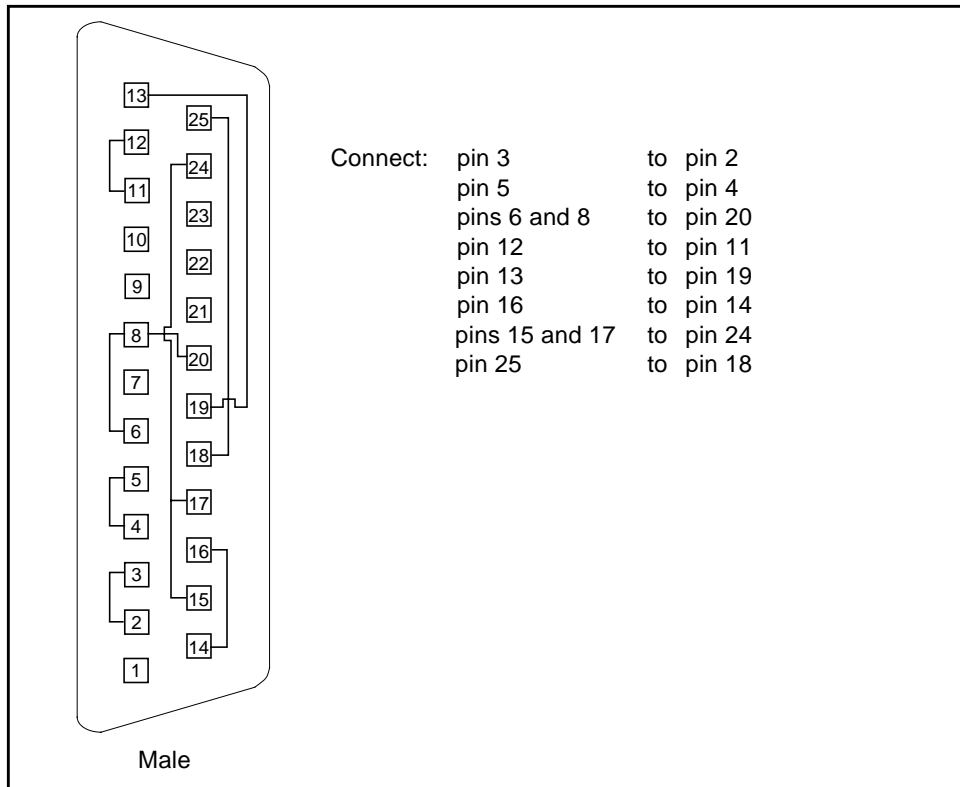 13
25
12
24
11
23
10
22
9
21
8
20
7
19
6
18
5
17
4
16
3
15
2
14
1
Male
Connect: pin 3 to pin 2
pin 5 to pin 4
pins 6 and 8 to pin 20
pin 12 to pin 11
pin 13 to pin 19
pin 16 to pin 14
pins 15 and 17 to pin 24
pin 25 to pin 18